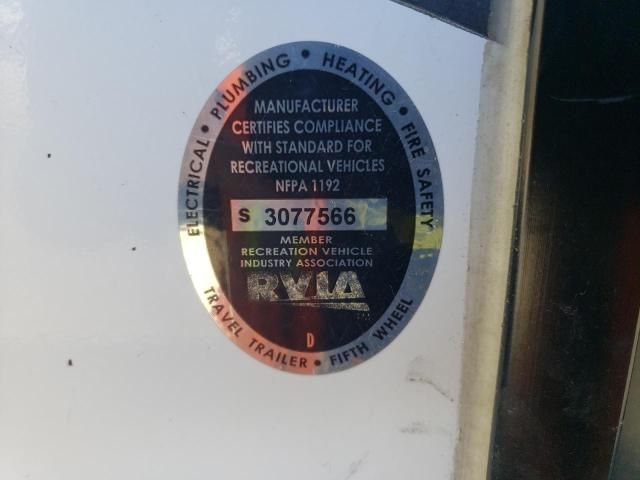 ELECTRICAL • PLUMBING • HEATING • FIRE SAFETY
MANUFACTURER
CERTIFIES COMPLIANCE
WITH STANDARD FOR
RECREATIONAL VEHICLES
NFPA 1192
S 3077566
MEMBER
RECREATION VEHICLE
INDUSTRY ASSOCIATION
RVIA
D
TRAVEL TRAILER • FIFTH WHEEL